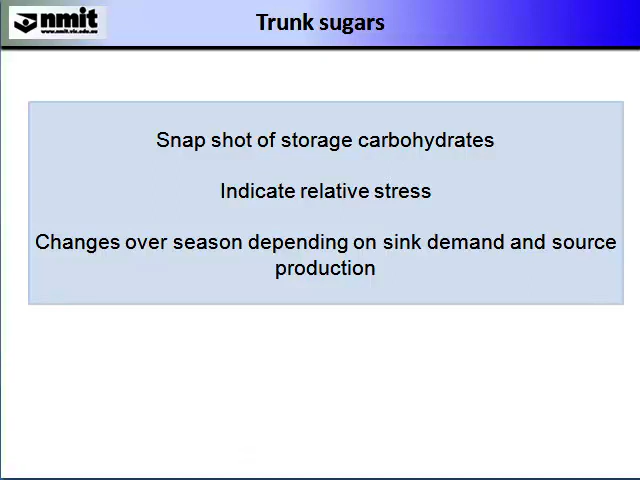 nmit
www.nmit.vic.edu.au
Trunk sugars
Snap shot of storage carbohydrates
Indicate relative stress
Changes over season depending on sink demand and source
production